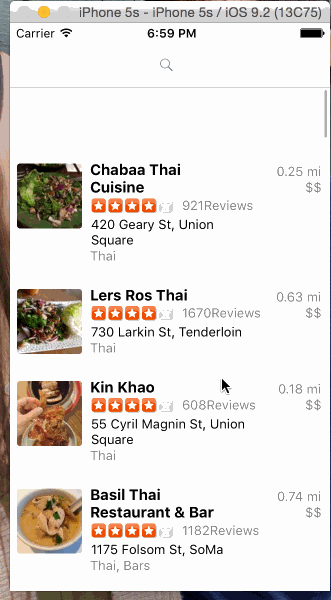 iPhone 5s - iPhone 5s / iOS 9.2 (13C75)
Carrier 6:59 PM
Chabaa Thai 0.25 mi
Cuisine $$
921Reviews
420 Geary St, Union
Square
Thai
Lers Ros Thai 0.63 mi
1670Reviews $$
730 Larkin St, Tenderloin
Thai
Kin Khao 0.18 mi
608Reviews $$
55 Cyril Magnin St, Union
Square
Thai
Basil Thai 0.74 mi
Restaurant & Bar $$
1182Reviews
1175 Folsom St, SoMa
Thai, Bars